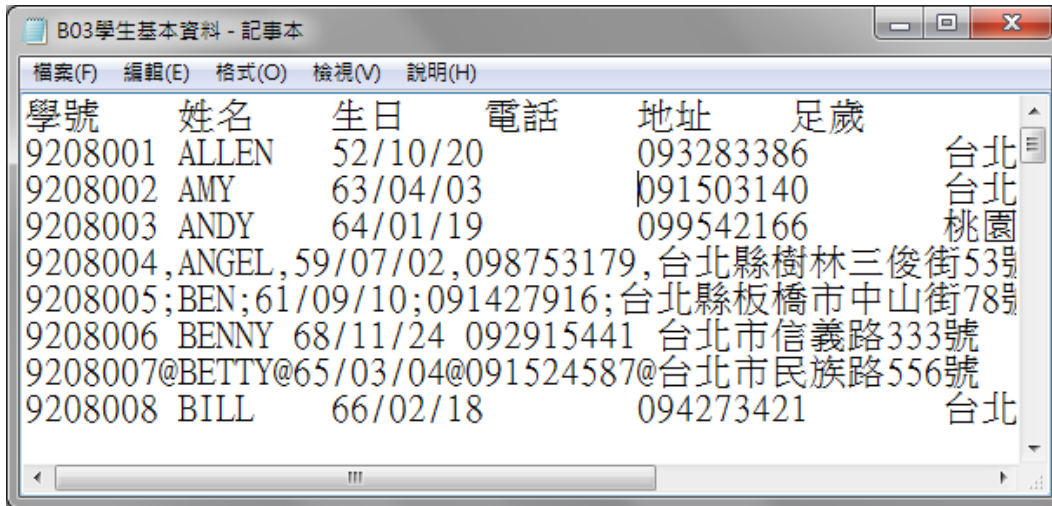 B03學生基本資料 - 記事本
檔案(F) 編輯(E) 格式(O) 檢視(V) 說明(H)
學號 姓名 生日 電話 地址 足歲
9208001 ALLEN 52/10/20 093283386 台北
9208002 AMY 63/04/03 091503140 台北
9208003 ANDY 64/01/19 099542166 桃園
9208004,ANGEL,59/07/02,098753179,台北縣樹林三俊街53號
9208005;BEN;61/09/10;091427916;台北縣板橋市中山街78號
9208006 BENNY 68/11/24 092915441 台北市信義路333號
9208007@BETTY@65/03/04@091524587@台北市民族路556號
9208008 BILL 66/02/18 094273421 台北